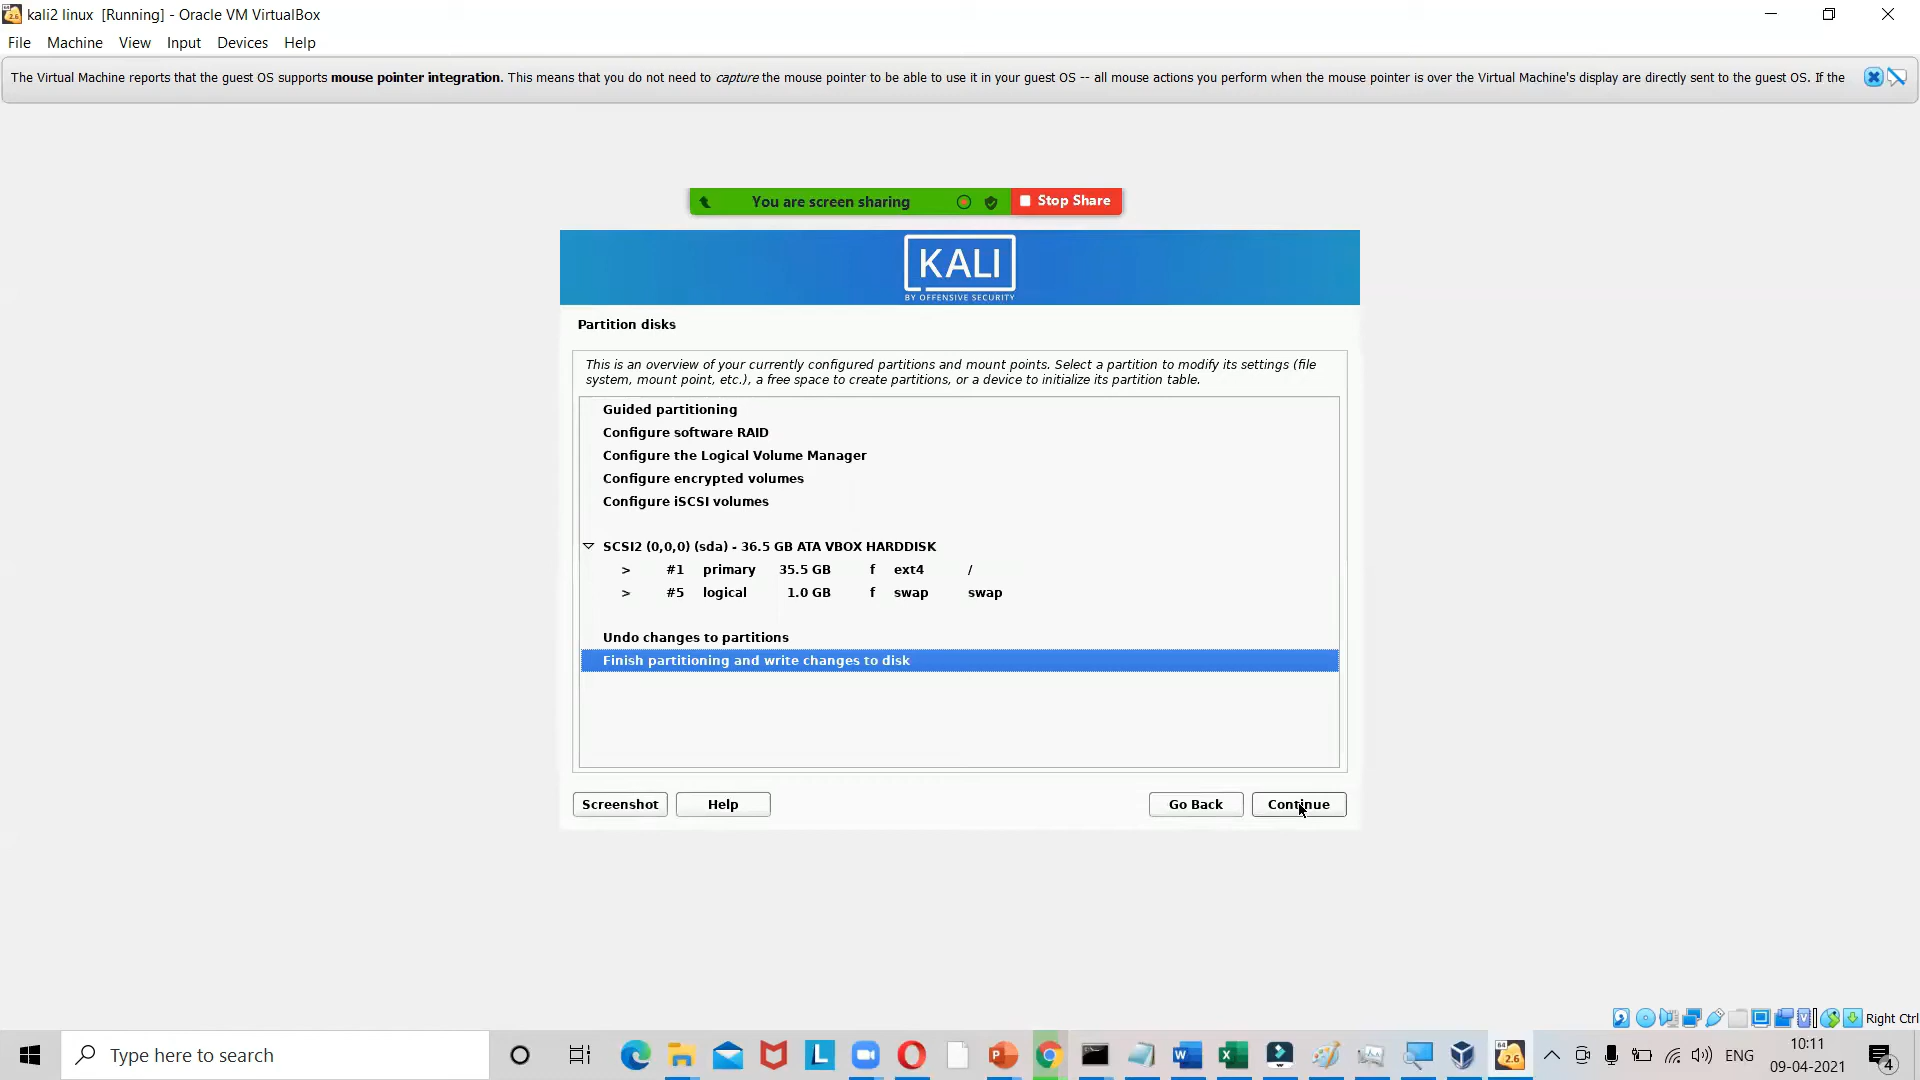 kali2 linux [Running] - Oracle VM VirtualBox
File Machine View Input Devices Help
The Virtual Machine reports that the guest OS supports mouse pointer integration. This means that you do not need to capture the mouse pointer to be able to use it in your guest OS -- all mouse actions you perform when the mouse pointer is over the Virtual Machine's display are directly sent to the guest OS. If the
You are screen sharing Stop Share
KALI
BY OFFENSIVE SECURITY
Partition disks
This is an overview of your currently configured partitions and mount points. Select a partition to modify its settings (file
system, mount point, etc.), a free space to create partitions, or a device to initialize its partition table.
Guided partitioning
Configure software RAID
Configure the Logical Volume Manager
Configure encrypted volumes
Configure iSCSI volumes
SCSI2 (0,0,0) (sda) - 36.5 GB ATA VBOX HARDDISK
> #1 primary 35.5 GB f ext4 /
> #5 logical 1.0 GB f swap swap
Undo changes to partitions
Finish partitioning and write changes to disk
Screenshot Help Go Back Continue
Right Ctrl
Type here to search
ENG
10:11
09-04-2021
4